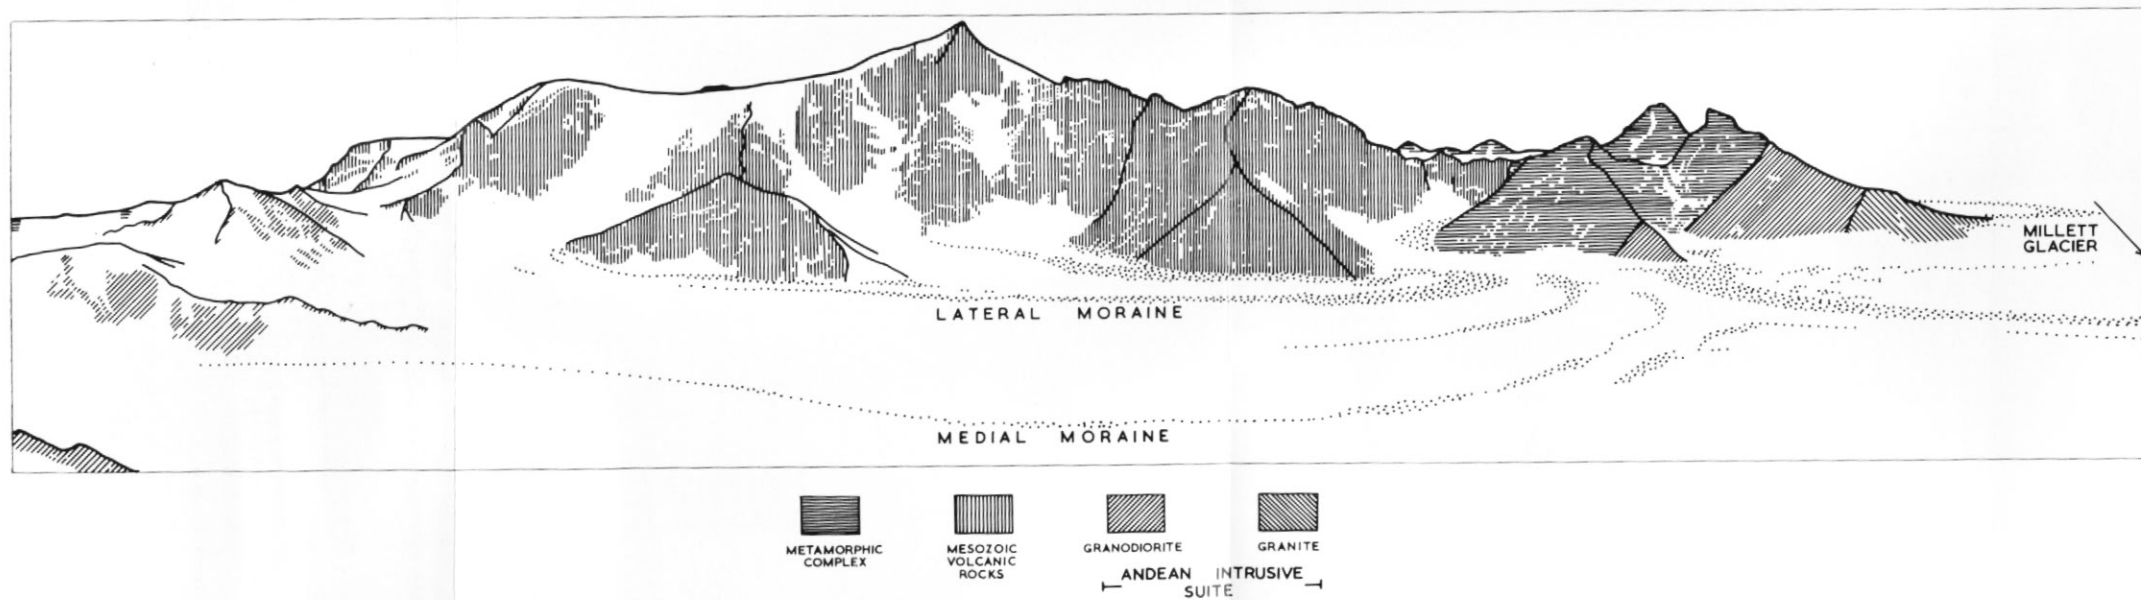 MILLETT
GLACIER
LATERAL MORAINE
MEDIAL MORAINE
METAMORPHIC
COMPLEX
MESOZOIC
VOLCANIC
ROCKS
GRANODIORITE
GRANITE
ANDEAN INTRUSIVE
SUITE